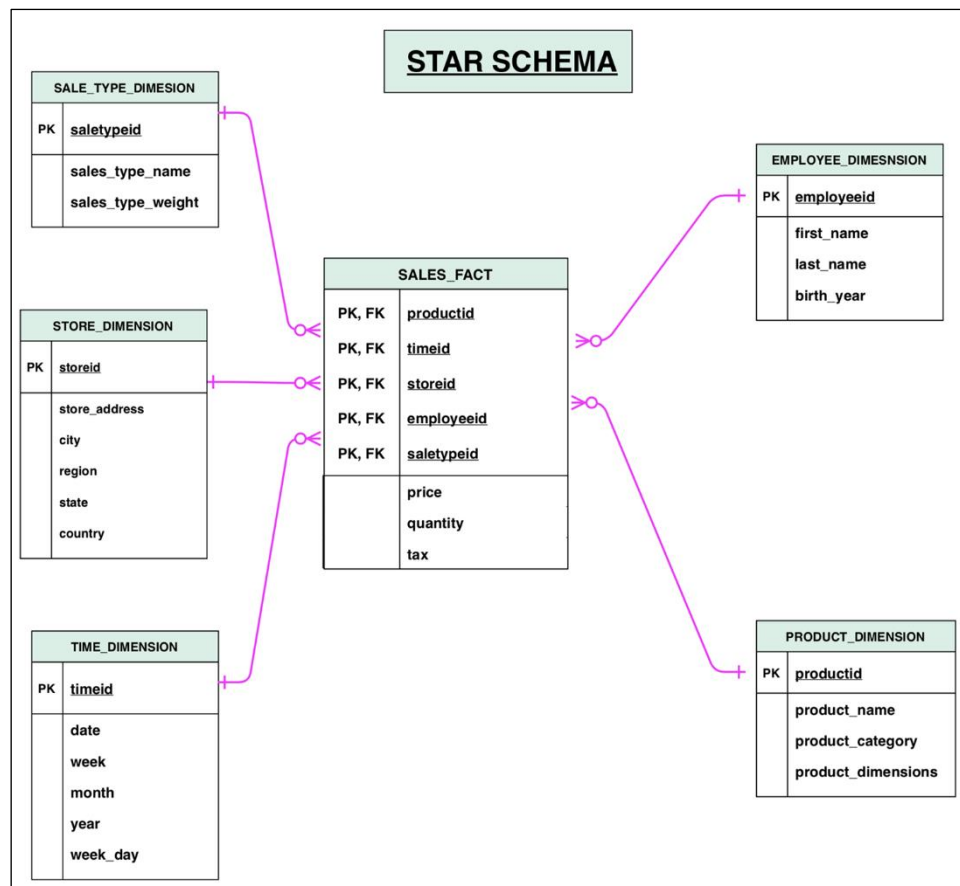 STAR SCHEMA
SALE_TYPE_DIMESION
PK saletypeid
sales_type_name
sales_type_weight
EMPLOYEE_DIMESNSION
PK employeeid
first_name
last_name
birth_year
SALES_FACT
PK, FK productid
PK, FK timeid
PK, FK storeid
PK, FK employeeid
PK, FK saletypeid
price
quantity
tax
STORE_DIMENSION
PK storeid
store_address
city
region
state
country
TIME_DIMENSION
PK timeid
date
week
month
year
week_day
PRODUCT_DIMENSION
PK productid
product_name
product_category
product_dimensions